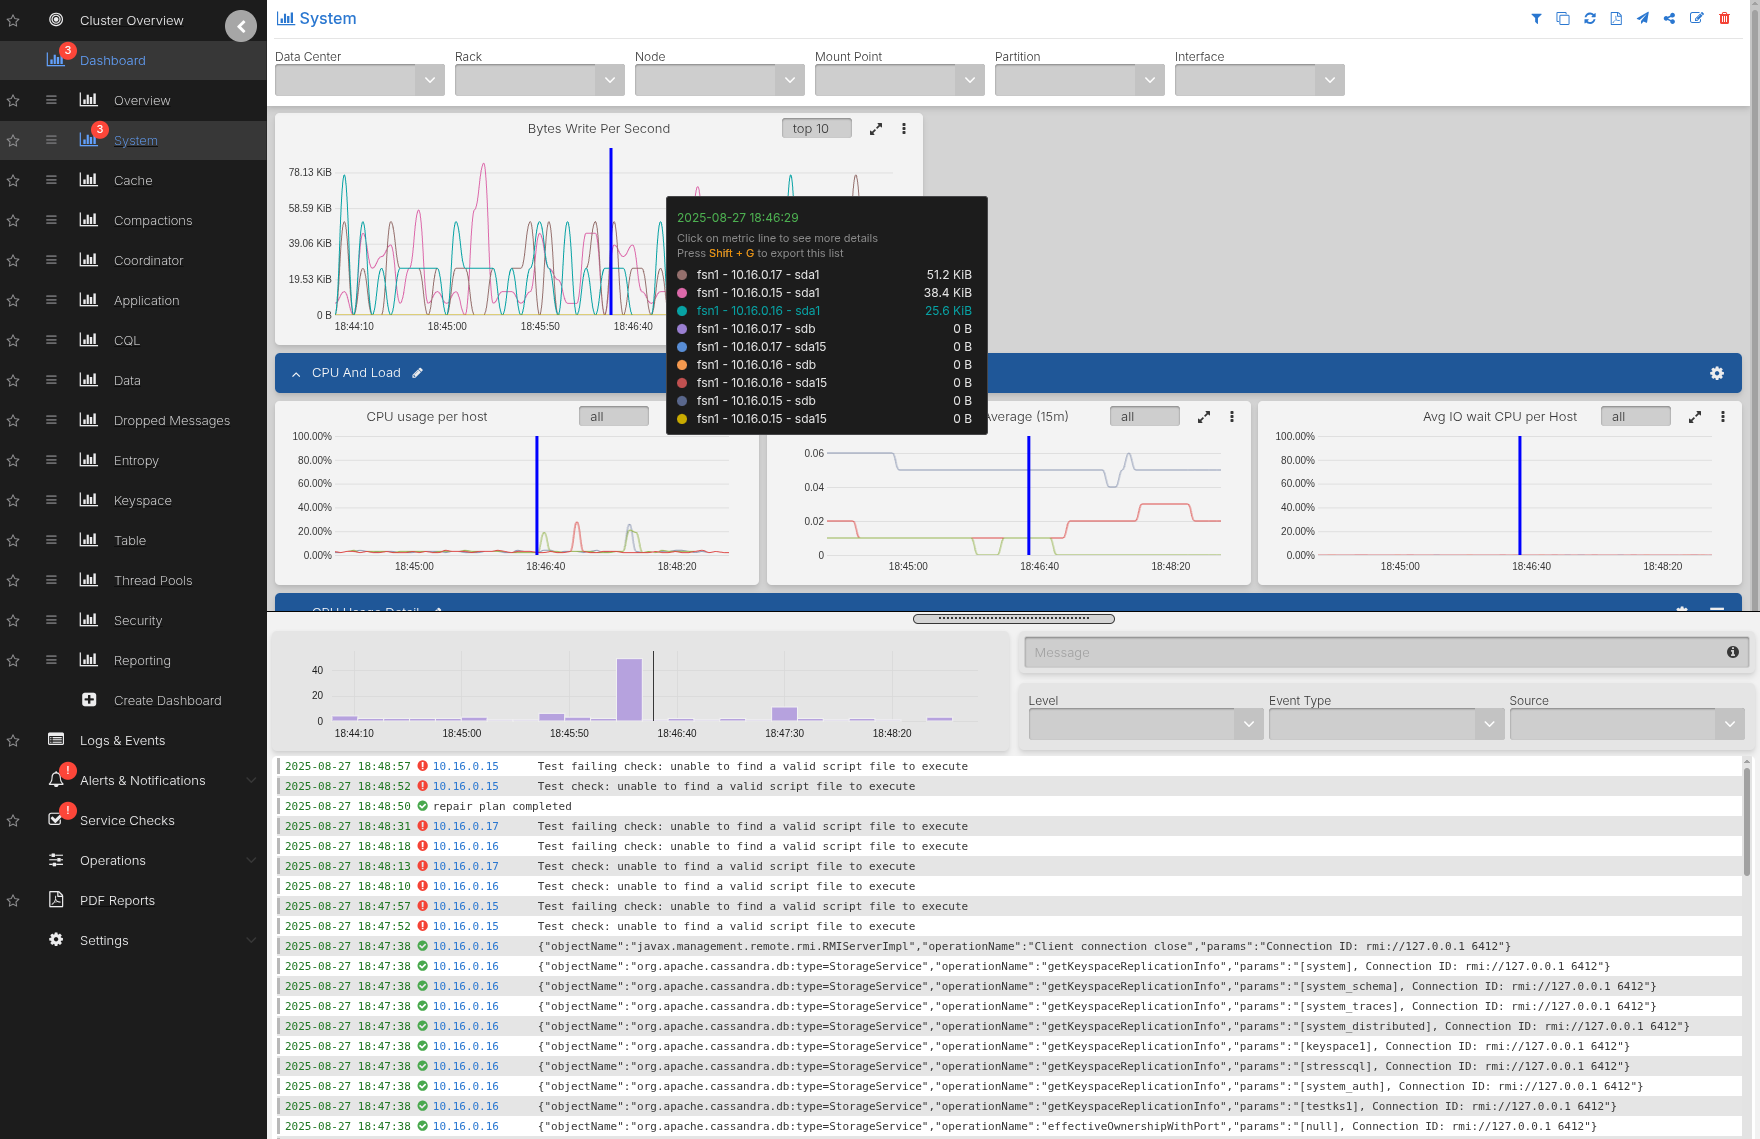 Cluster Overview
3
Dashboard
Overview
3
System
Cache
Compactions
Coordinator
Application
CQL
Data
Dropped Messages
Entropy
Keyspace
Table
Thread Pools
Security
Reporting
Create Dashboard
Logs & Events
Alerts & Notifications
Service Checks
Operations
PDF Reports
Settings
System
Data Center
Rack
Node
Mount Point
Partition
Interface
Bytes Write Per Second
top 10
78.13 KiB
58.59 KiB
39.06 KiB
19.53 KiB
0 B
18:44:10 18:45:00 18:45:50 18:46:40
2025-08-27 18:46:29
Click on metric line to see more details
Press Shift + G to export this list
fsn1 - 10.16.0.17 - sda1 51.2 KiB
fsn1 - 10.16.0.15 - sda1 38.4 KiB
fsn1 - 10.16.0.16 - sda1 25.6 KiB
fsn1 - 10.16.0.17 - sdb 0 B
fsn1 - 10.16.0.17 - sda15 0 B
fsn1 - 10.16.0.16 - sdb 0 B
fsn1 - 10.16.0.16 - sda15 0 B
fsn1 - 10.16.0.15 - sdb 0 B
fsn1 - 10.16.0.15 - sda15 0 B
CPU And Load
CPU usage per host
all
100.00%
80.00%
60.00%
40.00%
20.00%
0.00%
18:45:00 18:46:40 18:48:20
Average (15m)
all
0.06
0.04
0.02
0
18:45:00 18:46:40 18:48:20
Avg IO wait CPU per Host
all
100.00%
80.00%
60.00%
40.00%
20.00%
0.00%
18:45:00 18:46:40 18:48:20
CPU Usage Detail
40
20
0
18:44:10 18:45:00 18:45:50 18:46:40 18:47:30 18:48:20
Message
Level
Event Type
Source
2025-08-27 18:48:57 10.16.0.15 Test failing check: unable to find a valid script file to execute
2025-08-27 18:48:52 10.16.0.15 Test check: unable to find a valid script file to execute
2025-08-27 18:48:50 repair plan completed
2025-08-27 18:48:31 10.16.0.17 Test failing check: unable to find a valid script file to execute
2025-08-27 18:48:18 10.16.0.16 Test failing check: unable to find a valid script file to execute
2025-08-27 18:48:13 10.16.0.17 Test check: unable to find a valid script file to execute
2025-08-27 18:48:10 10.16.0.16 Test check: unable to find a valid script file to execute
2025-08-27 18:47:57 10.16.0.15 Test failing check: unable to find a valid script file to execute
2025-08-27 18:47:52 10.16.0.15 Test check: unable to find a valid script file to execute
2025-08-27 18:47:38 10.16.0.16 {"objectName":"javax.management.remote.rmi.RMIServerImpl","operationName":"Client connection close","params":"Connection ID: rmi://127.0.0.1 6412"}
2025-08-27 18:47:38 10.16.0.16 {"objectName":"org.apache.cassandra.db:type=StorageService","operationName":"getKeyspaceReplicationInfo","params":"[system], Connection ID: rmi://127.0.0.1 6412"}
2025-08-27 18:47:38 10.16.0.16 {"objectName":"org.apache.cassandra.db:type=StorageService","operationName":"getKeyspaceReplicationInfo","params":"[system_schema], Connection ID: rmi://127.0.0.1 6412"}
2025-08-27 18:47:38 10.16.0.16 {"objectName":"org.apache.cassandra.db:type=StorageService","operationName":"getKeyspaceReplicationInfo","params":"[system_traces], Connection ID: rmi://127.0.0.1 6412"}
2025-08-27 18:47:38 10.16.0.16 {"objectName":"org.apache.cassandra.db:type=StorageService","operationName":"getKeyspaceReplicationInfo","params":"[system_distributed], Connection ID: rmi://127.0.0.1 6412"}
2025-08-27 18:47:38 10.16.0.16 {"objectName":"org.apache.cassandra.db:type=StorageService","operationName":"getKeyspaceReplicationInfo","params":"[keyspace1], Connection ID: rmi://127.0.0.1 6412"}
2025-08-27 18:47:38 10.16.0.16 {"objectName":"org.apache.cassandra.db:type=StorageService","operationName":"getKeyspaceReplicationInfo","params":"[stresscql], Connection ID: rmi://127.0.0.1 6412"}
2025-08-27 18:47:38 10.16.0.16 {"objectName":"org.apache.cassandra.db:type=StorageService","operationName":"getKeyspaceReplicationInfo","params":"[system_auth], Connection ID: rmi://127.0.0.1 6412"}
2025-08-27 18:47:38 10.16.0.16 {"objectName":"org.apache.cassandra.db:type=StorageService","operationName":"getKeyspaceReplicationInfo","params":"[testks1], Connection ID: rmi://127.0.0.1 6412"}
2025-08-27 18:47:38 10.16.0.16 {"objectName":"org.apache.cassandra.db:type=StorageService","operationName":"effectiveOwnershipWithPort","params":"[null], Connection ID: rmi://127.0.0.1 6412"}